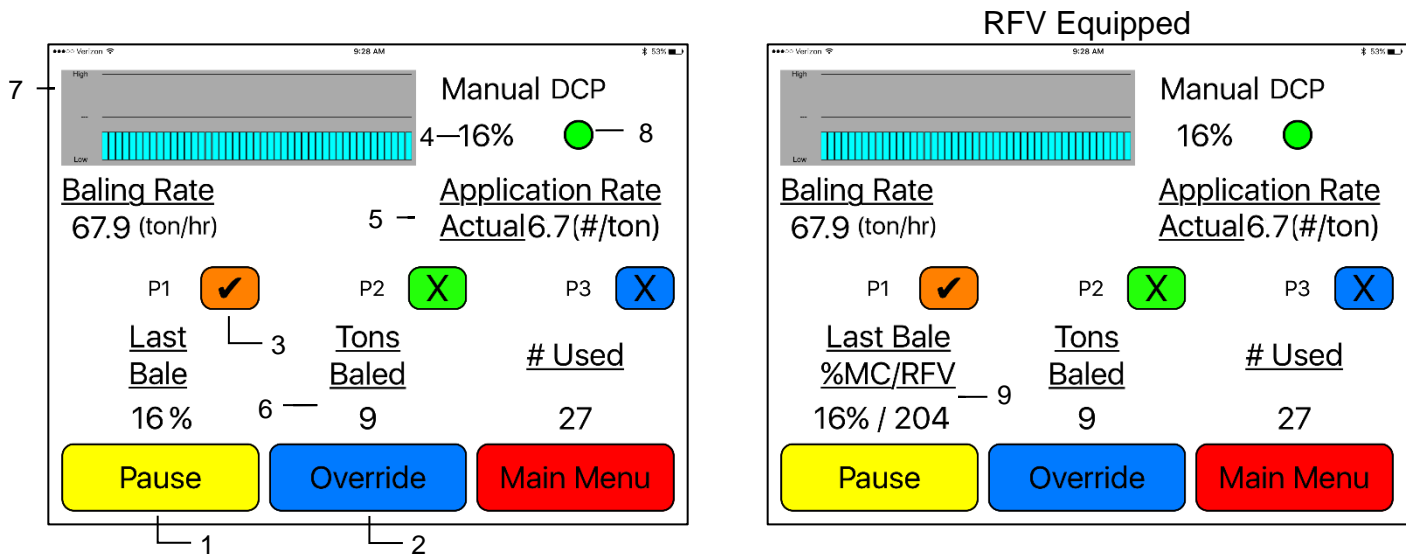 RFV Equipped
●●●○○ Verizon 9:28 AM 53%
7
High
--
Low
Manual DCP
4 16% 8
Baling Rate
67.9 (ton/hr)
5
Application Rate
Actual 6.7(#/ton)
P1 ✔ P2 X P3 X
3
Last
Bale
16 %
Tons
Baled
6 9
# Used
27
Pause Override Main Menu
1 2
●●●○○ Verizon 9:28 AM 53%
High
--
Low
Manual DCP
16%
Baling Rate
67.9 (ton/hr)
Application Rate
Actual 6.7(#/ton)
P1 ✔ P2 X P3 X
Last Bale
%MC/RFV
9
16% / 204
Tons
Baled
9
# Used
27
Pause Override Main Menu